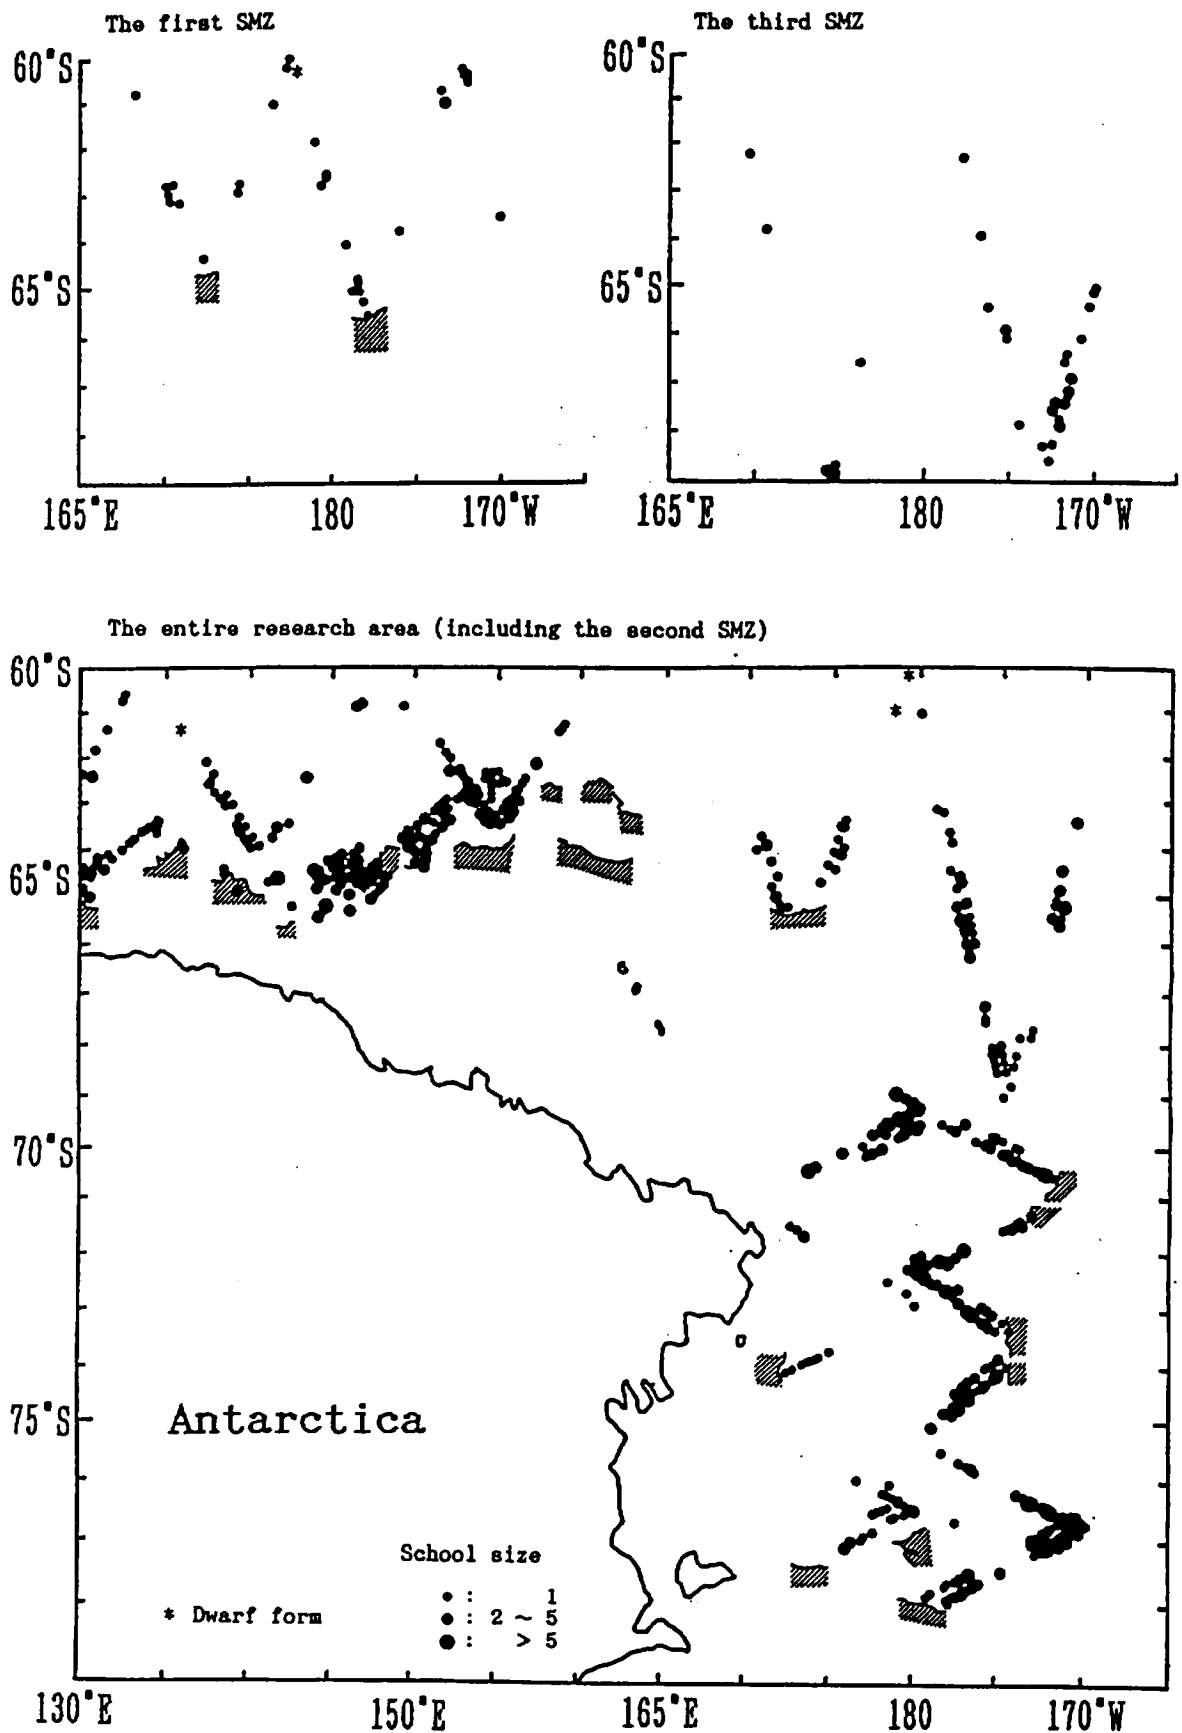 The first SMZ
60°S
65°S
165°E 180 170°W
The third SMZ
60°S
65°S
165°E 180 170°W
The entire research area (including the second SMZ)
60°S
65°S
70°S
75°S
Antarctica
School size
• : 1
• : 2 ~ 5
• : > 5
* Dwarf form
130°E 150°E 165°E 180 170°W